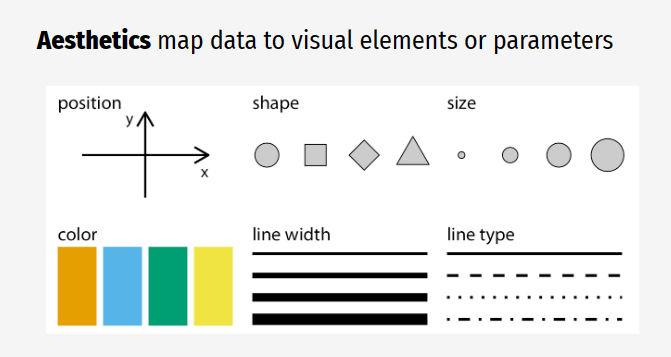 Aesthetics map data to visual elements or parameters
position
shape
size
y
x
color
line width
line type